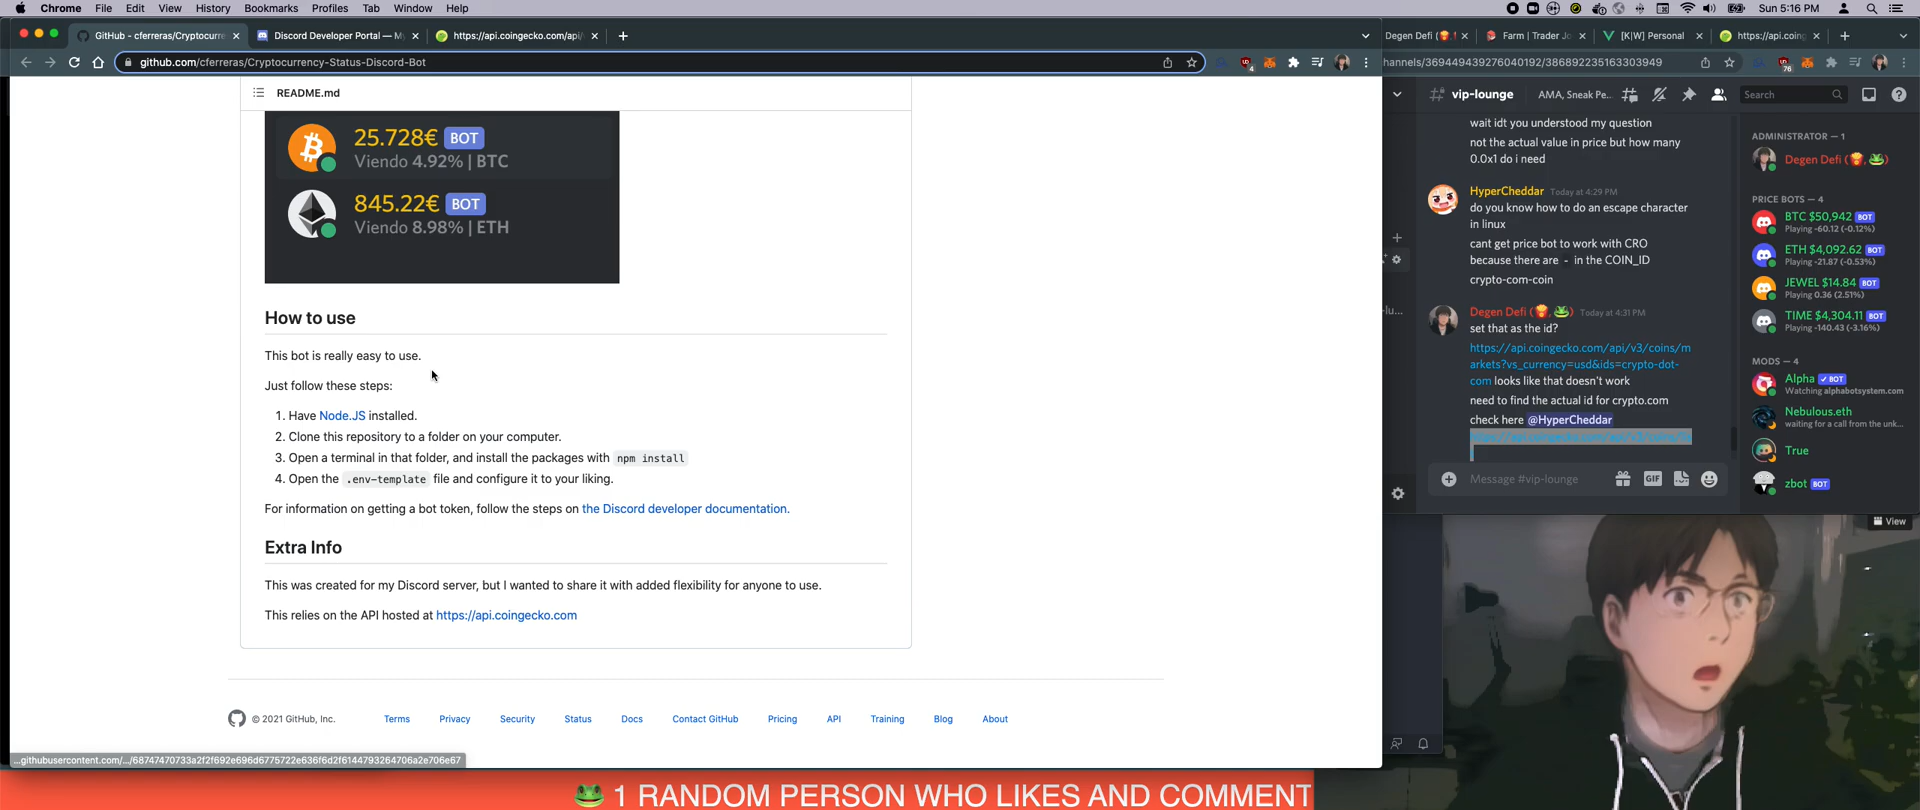 Chrome File Edit View History Bookmarks Profiles Tab Window Help
Sun 5:16 PM
GitHub - cferreras/Cryptocurre
Discord Developer Portal — My
https://api.coingecko.com/api/
Degen Defi
Farm | Trader Jo
[K|W] Personal
https://api.coing
github.com/cferreras/Cryptocurrency-Status-Discord-Bot
4
hannels/369449439276040192/386892235163303949
76
README.md
25.728€ BOT
Viendo 4.92% | BTC
845.22€ BOT
Viendo 8.98% | ETH
How to use
This bot is really easy to use.
Just follow these steps:
1. Have Node.JS installed.
2. Clone this repository to a folder on your computer.
3. Open a terminal in that folder, and install the packages with npm install
4. Open the .env-template file and configure it to your liking.
For information on getting a bot token, follow the steps on the Discord developer documentation.
Extra Info
This was created for my Discord server, but I wanted to share it with added flexibility for anyone to use.
This relies on the API hosted at https://api.coingecko.com
© 2021 GitHub, Inc.
Terms Privacy Security Status Docs Contact GitHub Pricing API Training Blog About
...githubusercontent.com/.../68747470733a2f2f692e696d6775722e636f6d2f6144793264706a2e706e67
vip-lounge
AMA, Sneak Pe...
Search
wait idt you understood my question
not the actual value in price but how many
0.0x1 do i need
HyperCheddar Today at 4:29 PM
do you know how to do an escape character
in linux
cant get price bot to work with CRO
because there are - in the COIN_ID
crypto-com-coin
Degen Defi Today at 4:31 PM
set that as the id?
https://api.coingecko.com/api/v3/coins/m
arkets?vs_currency=usd&ids=crypto-dot-
com looks like that doesn't work
need to find the actual id for crypto.com
check here @HyperCheddar
https://api.coingecko.com/api/v3/coins/lis
Message #vip-lounge
GIF
ADMINISTRATOR — 1
Degen Defi
PRICE BOTS — 4
BTC $50,942 BOT
Playing -60.12 (-0.12%)
ETH $4,092.62 BOT
Playing -21.87 (-0.53%)
JEWEL $14.84 BOT
Playing 0.36 (2.51%)
TIME $4,304.11 BOT
Playing -140.43 (-3.16%)
MODS — 4
Alpha BOT
Watching alphabotsystem.com
Nebulous.eth
waiting for a call from the unk...
True
zbot BOT
View
1 RANDOM PERSON WHO LIKES AND COMMENT